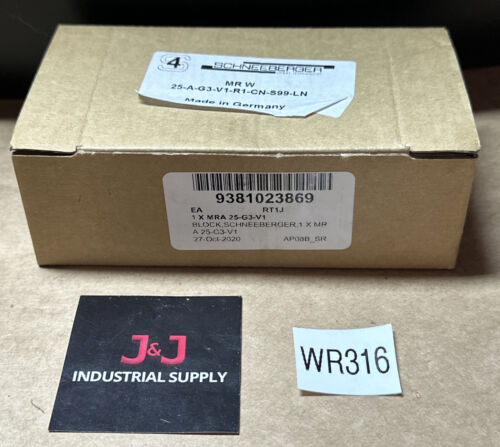 4 SCHNEEBERGER
MR W
25-A-G3-V1-R1-CN-S99-LN
Made in Germany
9381023869
EA RT1J
1 X MRA 25-G3-V1
BLOCK,SCHNEEBERGER,1 X MR
A 25-G3-V1
27-Oct-2020 AP08B_SR
J&J
INDUSTRIAL SUPPLY
WR316